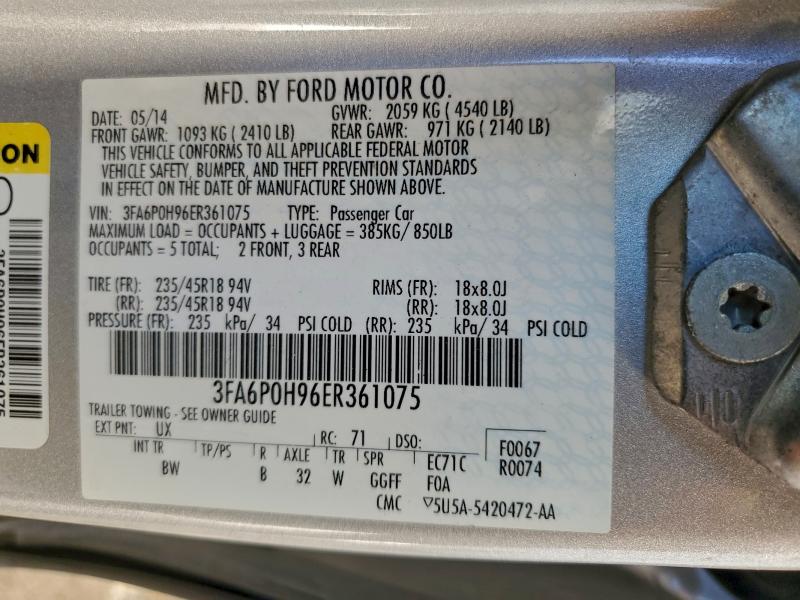 MFD. BY FORD MOTOR CO.
DATE: 05/14 GVWR: 2059 KG ( 4540 LB)
FRONT GAWR: 1093 KG ( 2410 LB) REAR GAWR: 971 KG ( 2140 LB)
THIS VEHICLE CONFORMS TO ALL APPLICABLE FEDERAL MOTOR
VEHICLE SAFETY, BUMPER, AND THEFT PREVENTION STANDARDS
IN EFFECT ON THE DATE OF MANUFACTURE SHOWN ABOVE.
VIN: 3FA6P0H96ER361075 TYPE: Passenger Car
MAXIMUM LOAD = OCCUPANTS + LUGGAGE = 385KG/ 850LB
OCCUPANTS = 5 TOTAL; 2 FRONT, 3 REAR
TIRE (FR): 235/45R18 94V RIMS (FR): 18x8.0J
(RR): 235/45R18 94V (RR): 18x8.0J
PRESSURE (FR): 235 kPa/ 34 PSI COLD (RR): 235 kPa/ 34 PSI COLD
3FA6P0H96ER361075
TRAILER TOWING - SEE OWNER GUIDE
EXT PNT: UX RC: 71 DSO: F0067
INT TR TP/PS R AXLE TR SPR EC71C R0074
BW B 32 W GGFF F0A
CMC ▽5U5A-5420472-AA
ION
3FA6P0H96ER361075